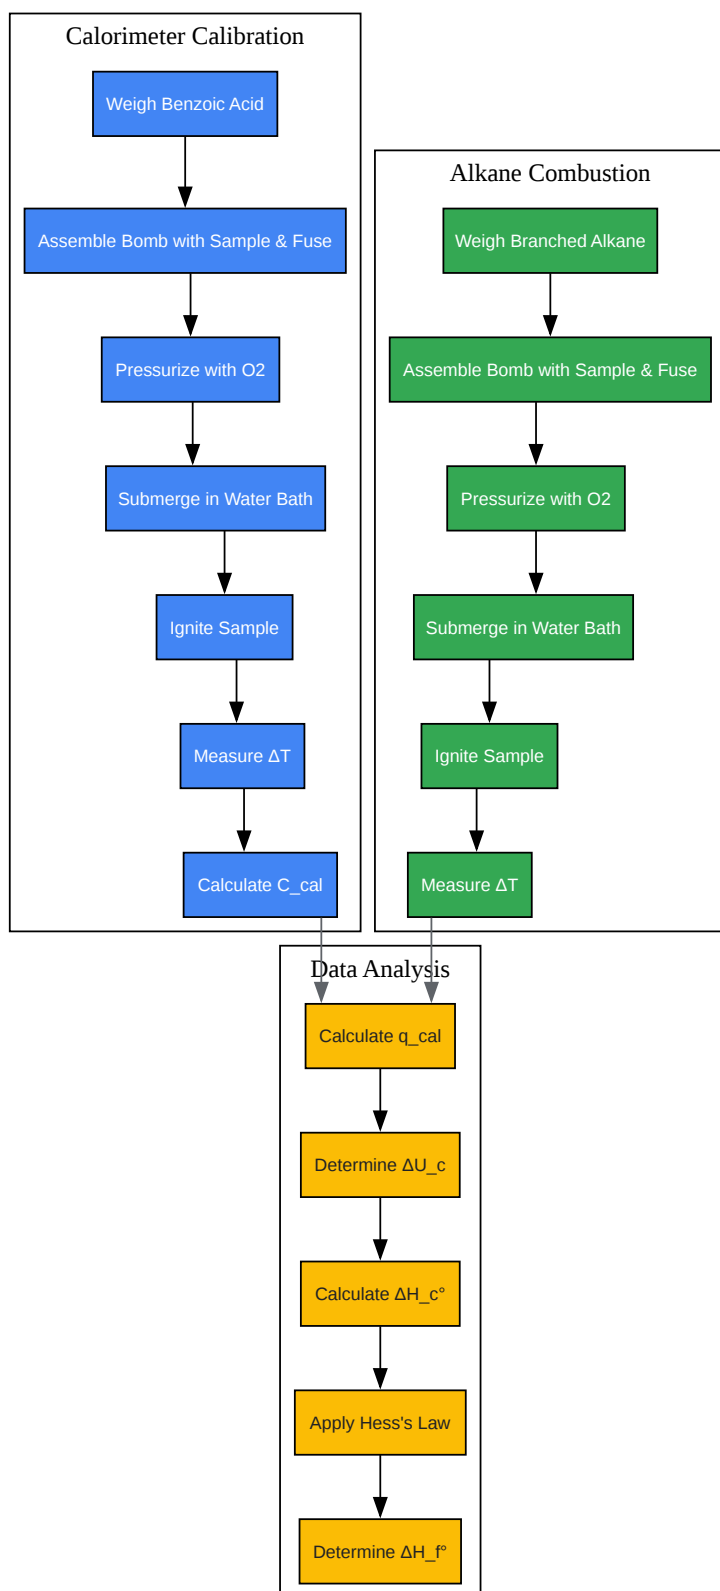 Calorimeter Calibration
Weigh Benzoic Acid
Assemble Bomb with Sample & Fuse
Pressurize with O2
Submerge in Water Bath
Ignite Sample
Measure ΔT
Calculate C_cal
Alkane Combustion
Weigh Branched Alkane
Assemble Bomb with Sample & Fuse
Pressurize with O2
Submerge in Water Bath
Ignite Sample
Measure ΔT
Data Analysis
Calculate q_cal
Determine ΔU_c
Calculate ΔH_c°
Apply Hess's Law
Determine ΔH_f°